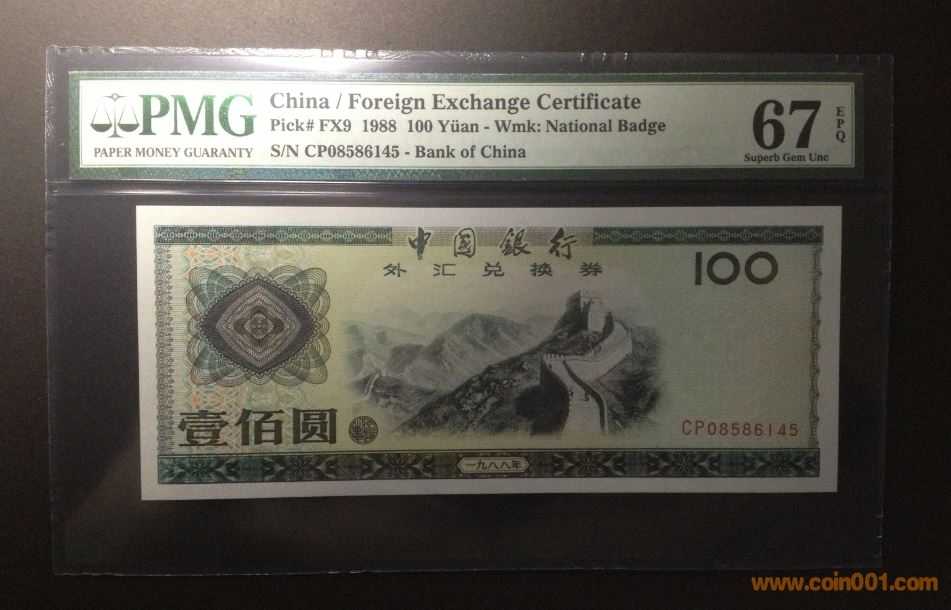 PMG
PAPER MONEY GUARANTY
China / Foreign Exchange Certificate
Pick# FX9 1988 100 Yüan - Wmk: National Badge
S/N CP08586145 - Bank of China
67
EPQ
Superb Gem Unc
中国銀行
外汇兑换券
100
壹佰圆
CP08586145
一九八八年
www.coin001.com